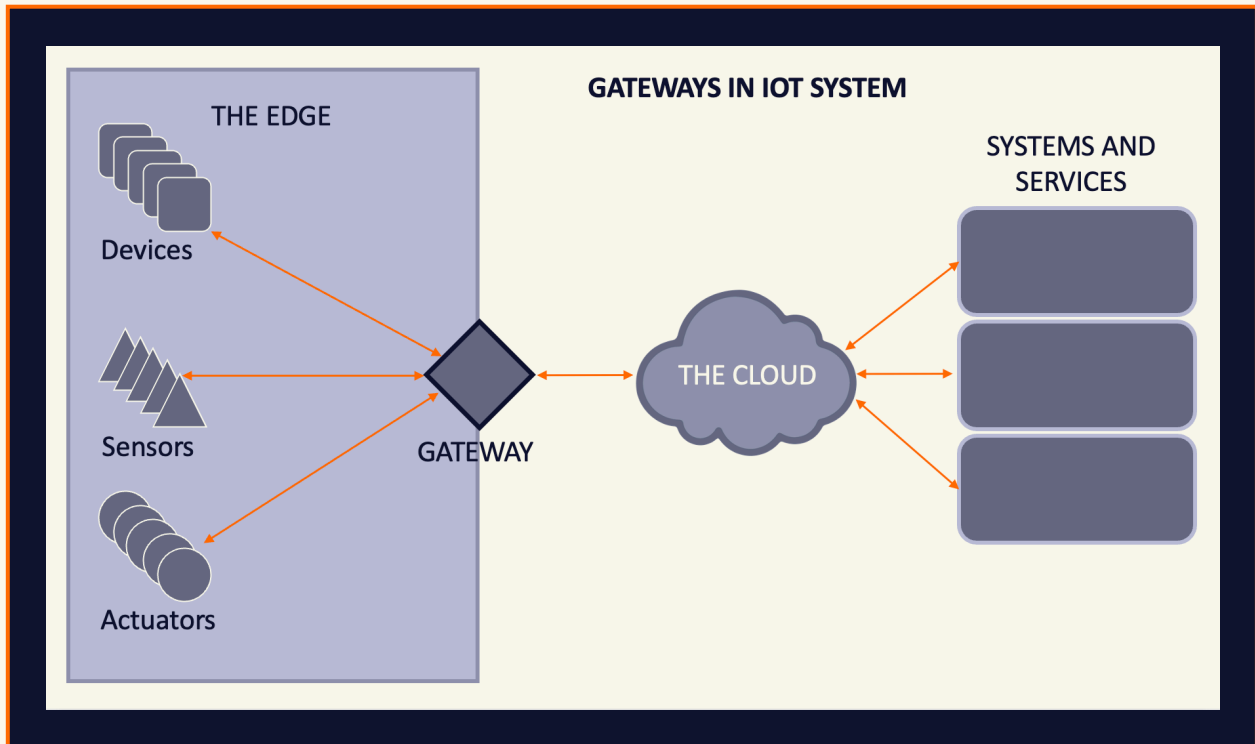 GATEWAYS IN IOT SYSTEM
THE EDGE
Devices
Sensors
Actuators
GATEWAY
THE CLOUD
SYSTEMS AND
SERVICES